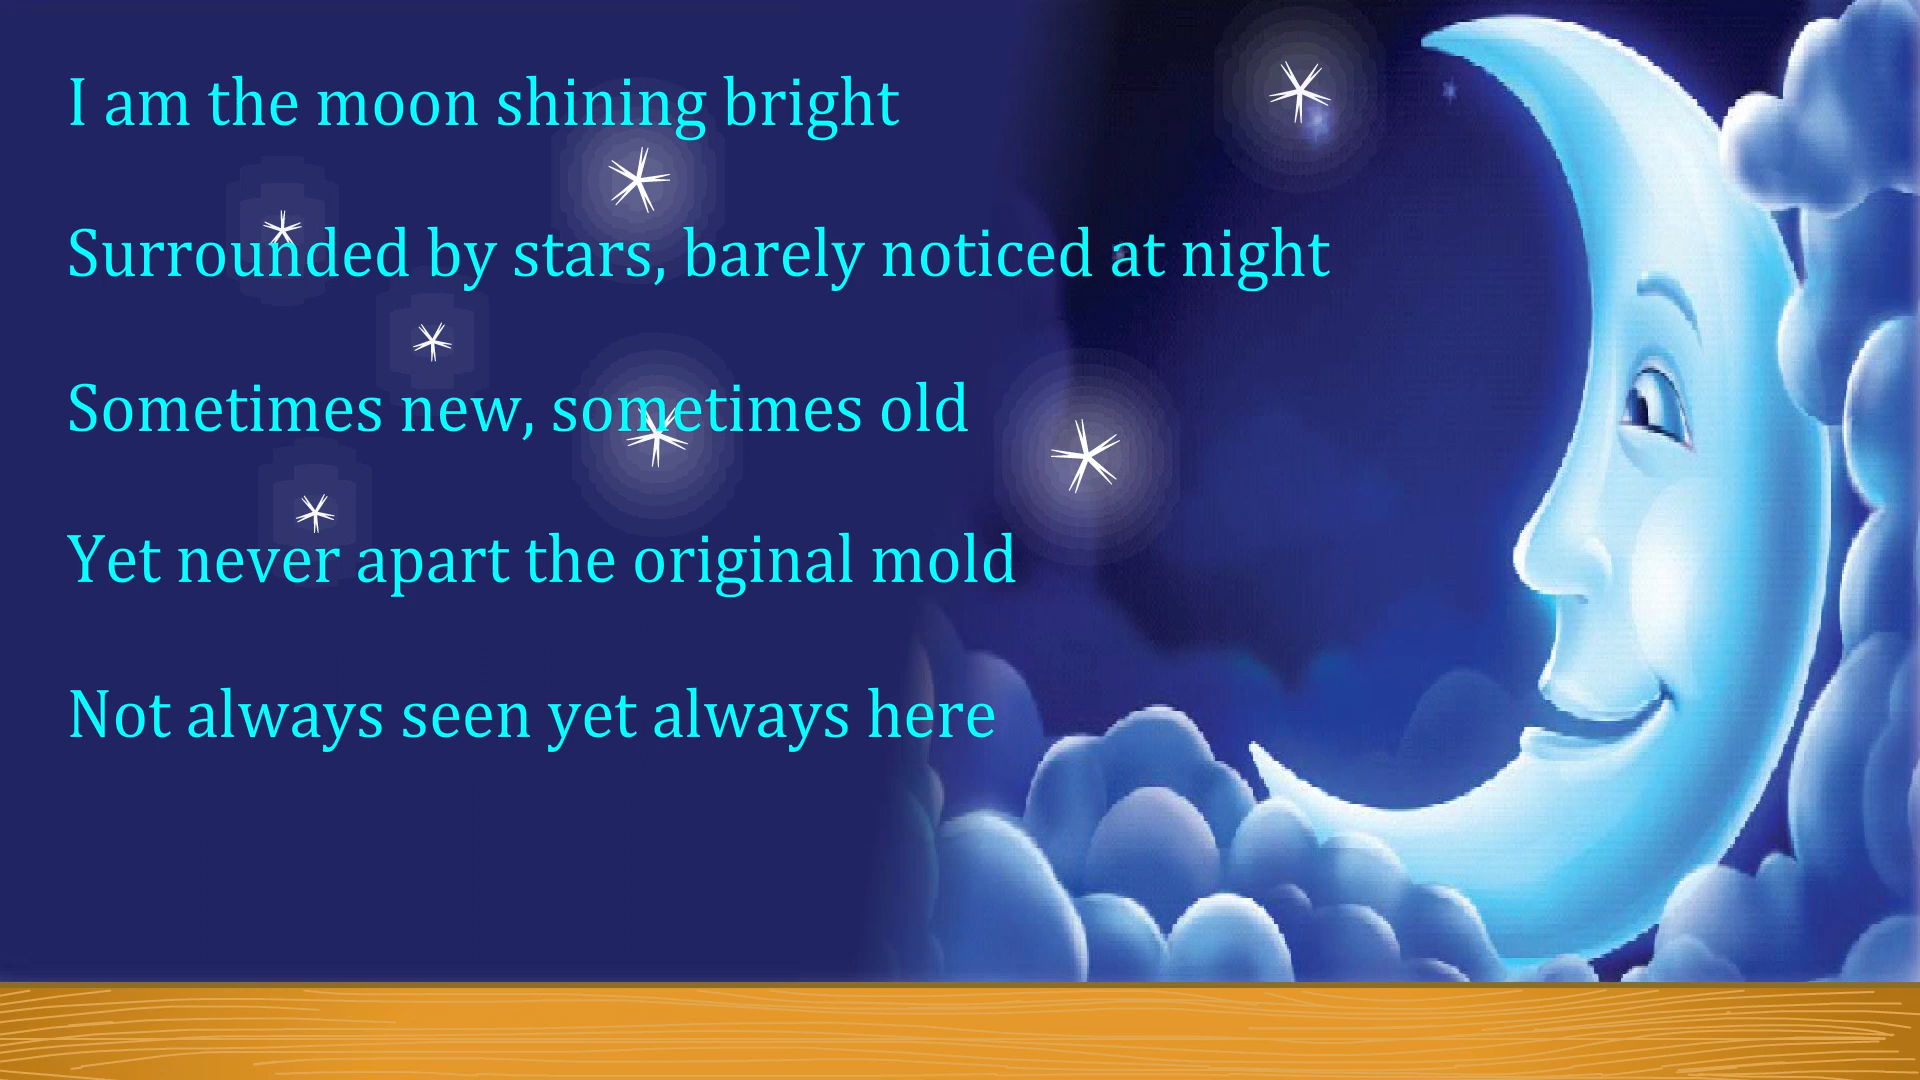 I am the moon shining bright
Surrounded by stars, barely noticed at night
Sometimes new, sometimes old
Yet never apart the original mold
Not always seen yet always here